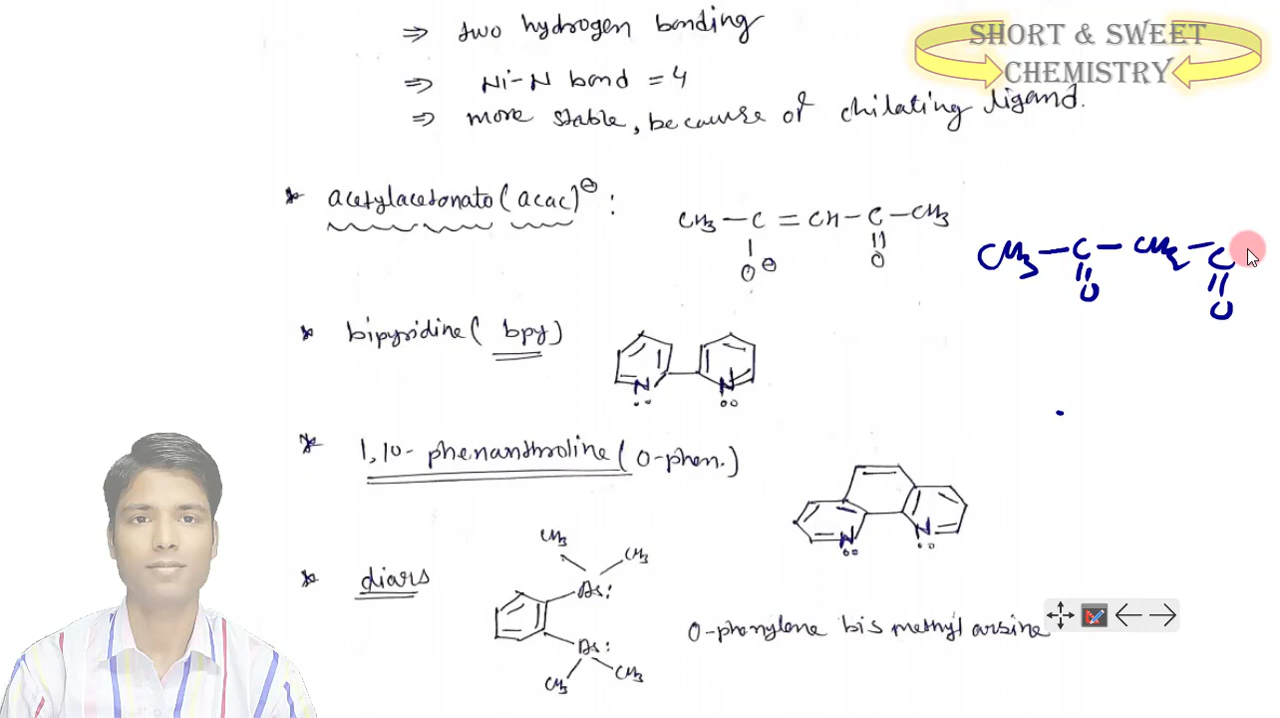 SHORT & SWEET
CHEMISTRY
⇒ two hydrogen bonding
⇒ Ni-N bond = 4
⇒ more stable, because of chilating ligand.
* acetylacetonato (acac)⊖ :
CH3 — C = CH — C — CH3
O⊖ O
CH3 — C — CH2 — C
O O
* bipyridine ( bpy )
N N
* 1,10- phenanthroline ( O-phen. )
N N
* diars
CH3 CH3
As:
As:
CH3 CH3
O-phenylene bis methyl arsine